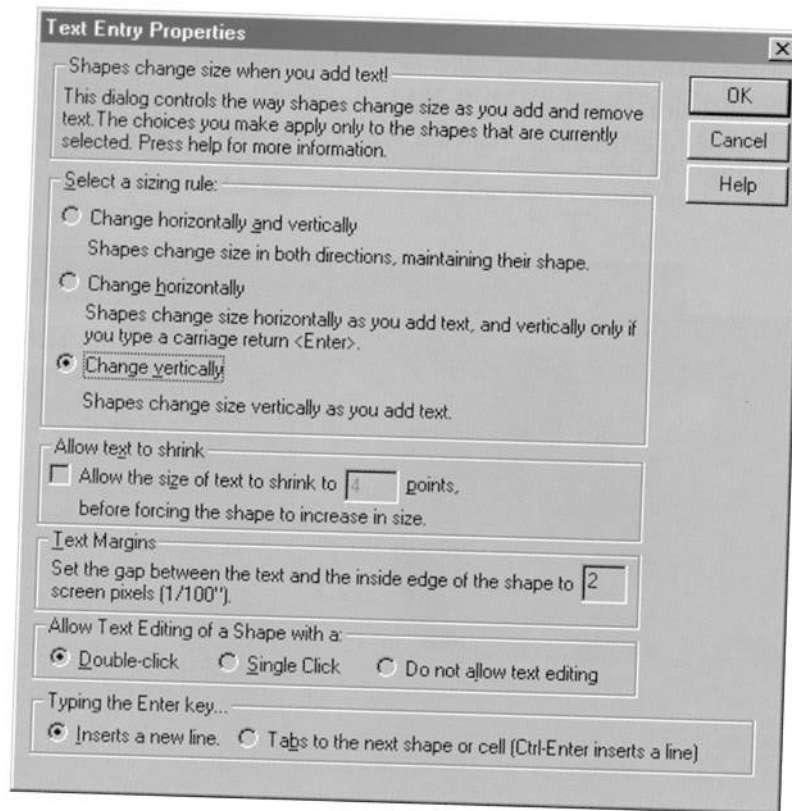 Text Entry Properties
Shapes change size when you add text!
This dialog controls the way shapes change size as you add and remove
text. The choices you make apply only to the shapes that are currently
selected. Press help for more information.
OK
Cancel
Help
Select a sizing rule:
Change horizontally and vertically
Shapes change size in both directions, maintaining their shape.
Change horizontally
Shapes change size horizontally as you add text, and vertically only if
you type a carriage return <Enter>.
Change vertically
Shapes change size vertically as you add text.
Allow text to shrink
Allow the size of text to shrink to 4 points,
before forcing the shape to increase in size.
Text Margins
Set the gap between the text and the inside edge of the shape to 2
screen pixels (1/100").
Allow Text Editing of a Shape with a:
Double-click Single Click Do not allow text editing
Typing the Enter key...
Inserts a new line. Tabs to the next shape or cell (Ctrl-Enter inserts a line)